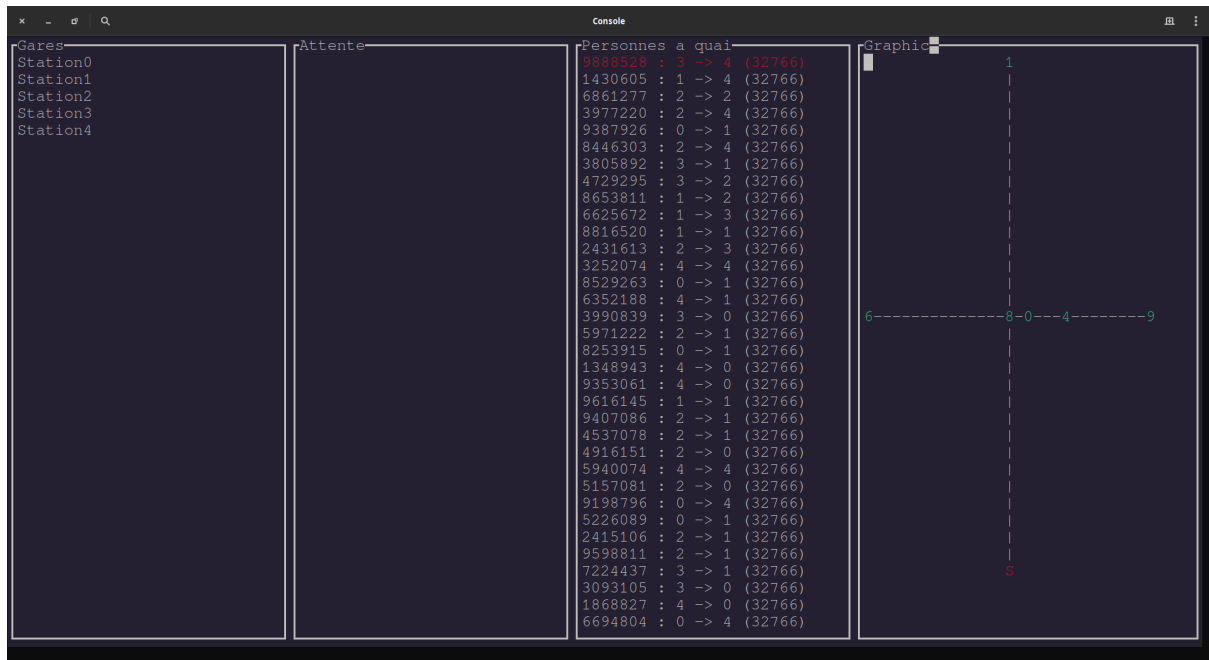 Console
Gares
Station0
Station1
Station2
Station3
Station4
Attente
Personnes a quai
9888528 : 3 -> 4 (32766)
1430605 : 1 -> 4 (32766)
6861277 : 2 -> 2 (32766)
3977220 : 2 -> 4 (32766)
9387926 : 0 -> 1 (32766)
8446303 : 2 -> 4 (32766)
3805892 : 3 -> 1 (32766)
4729295 : 3 -> 2 (32766)
8653811 : 1 -> 2 (32766)
6625672 : 1 -> 3 (32766)
8816520 : 1 -> 1 (32766)
2431613 : 2 -> 3 (32766)
3252074 : 4 -> 4 (32766)
8529263 : 0 -> 1 (32766)
6352188 : 4 -> 1 (32766)
3990839 : 3 -> 0 (32766)
5971222 : 2 -> 1 (32766)
8253915 : 0 -> 1 (32766)
1348943 : 4 -> 0 (32766)
9353061 : 4 -> 0 (32766)
9616145 : 1 -> 1 (32766)
9407086 : 2 -> 1 (32766)
4537078 : 2 -> 1 (32766)
4916151 : 2 -> 0 (32766)
5940074 : 4 -> 4 (32766)
5157081 : 2 -> 0 (32766)
9198796 : 0 -> 4 (32766)
5226089 : 0 -> 1 (32766)
2415106 : 2 -> 1 (32766)
9598811 : 2 -> 1 (32766)
7224437 : 3 -> 1 (32766)
3093105 : 3 -> 0 (32766)
1868827 : 4 -> 0 (32766)
6694804 : 0 -> 4 (32766)
Graphic
1
6--------------8-0---4--------9
S